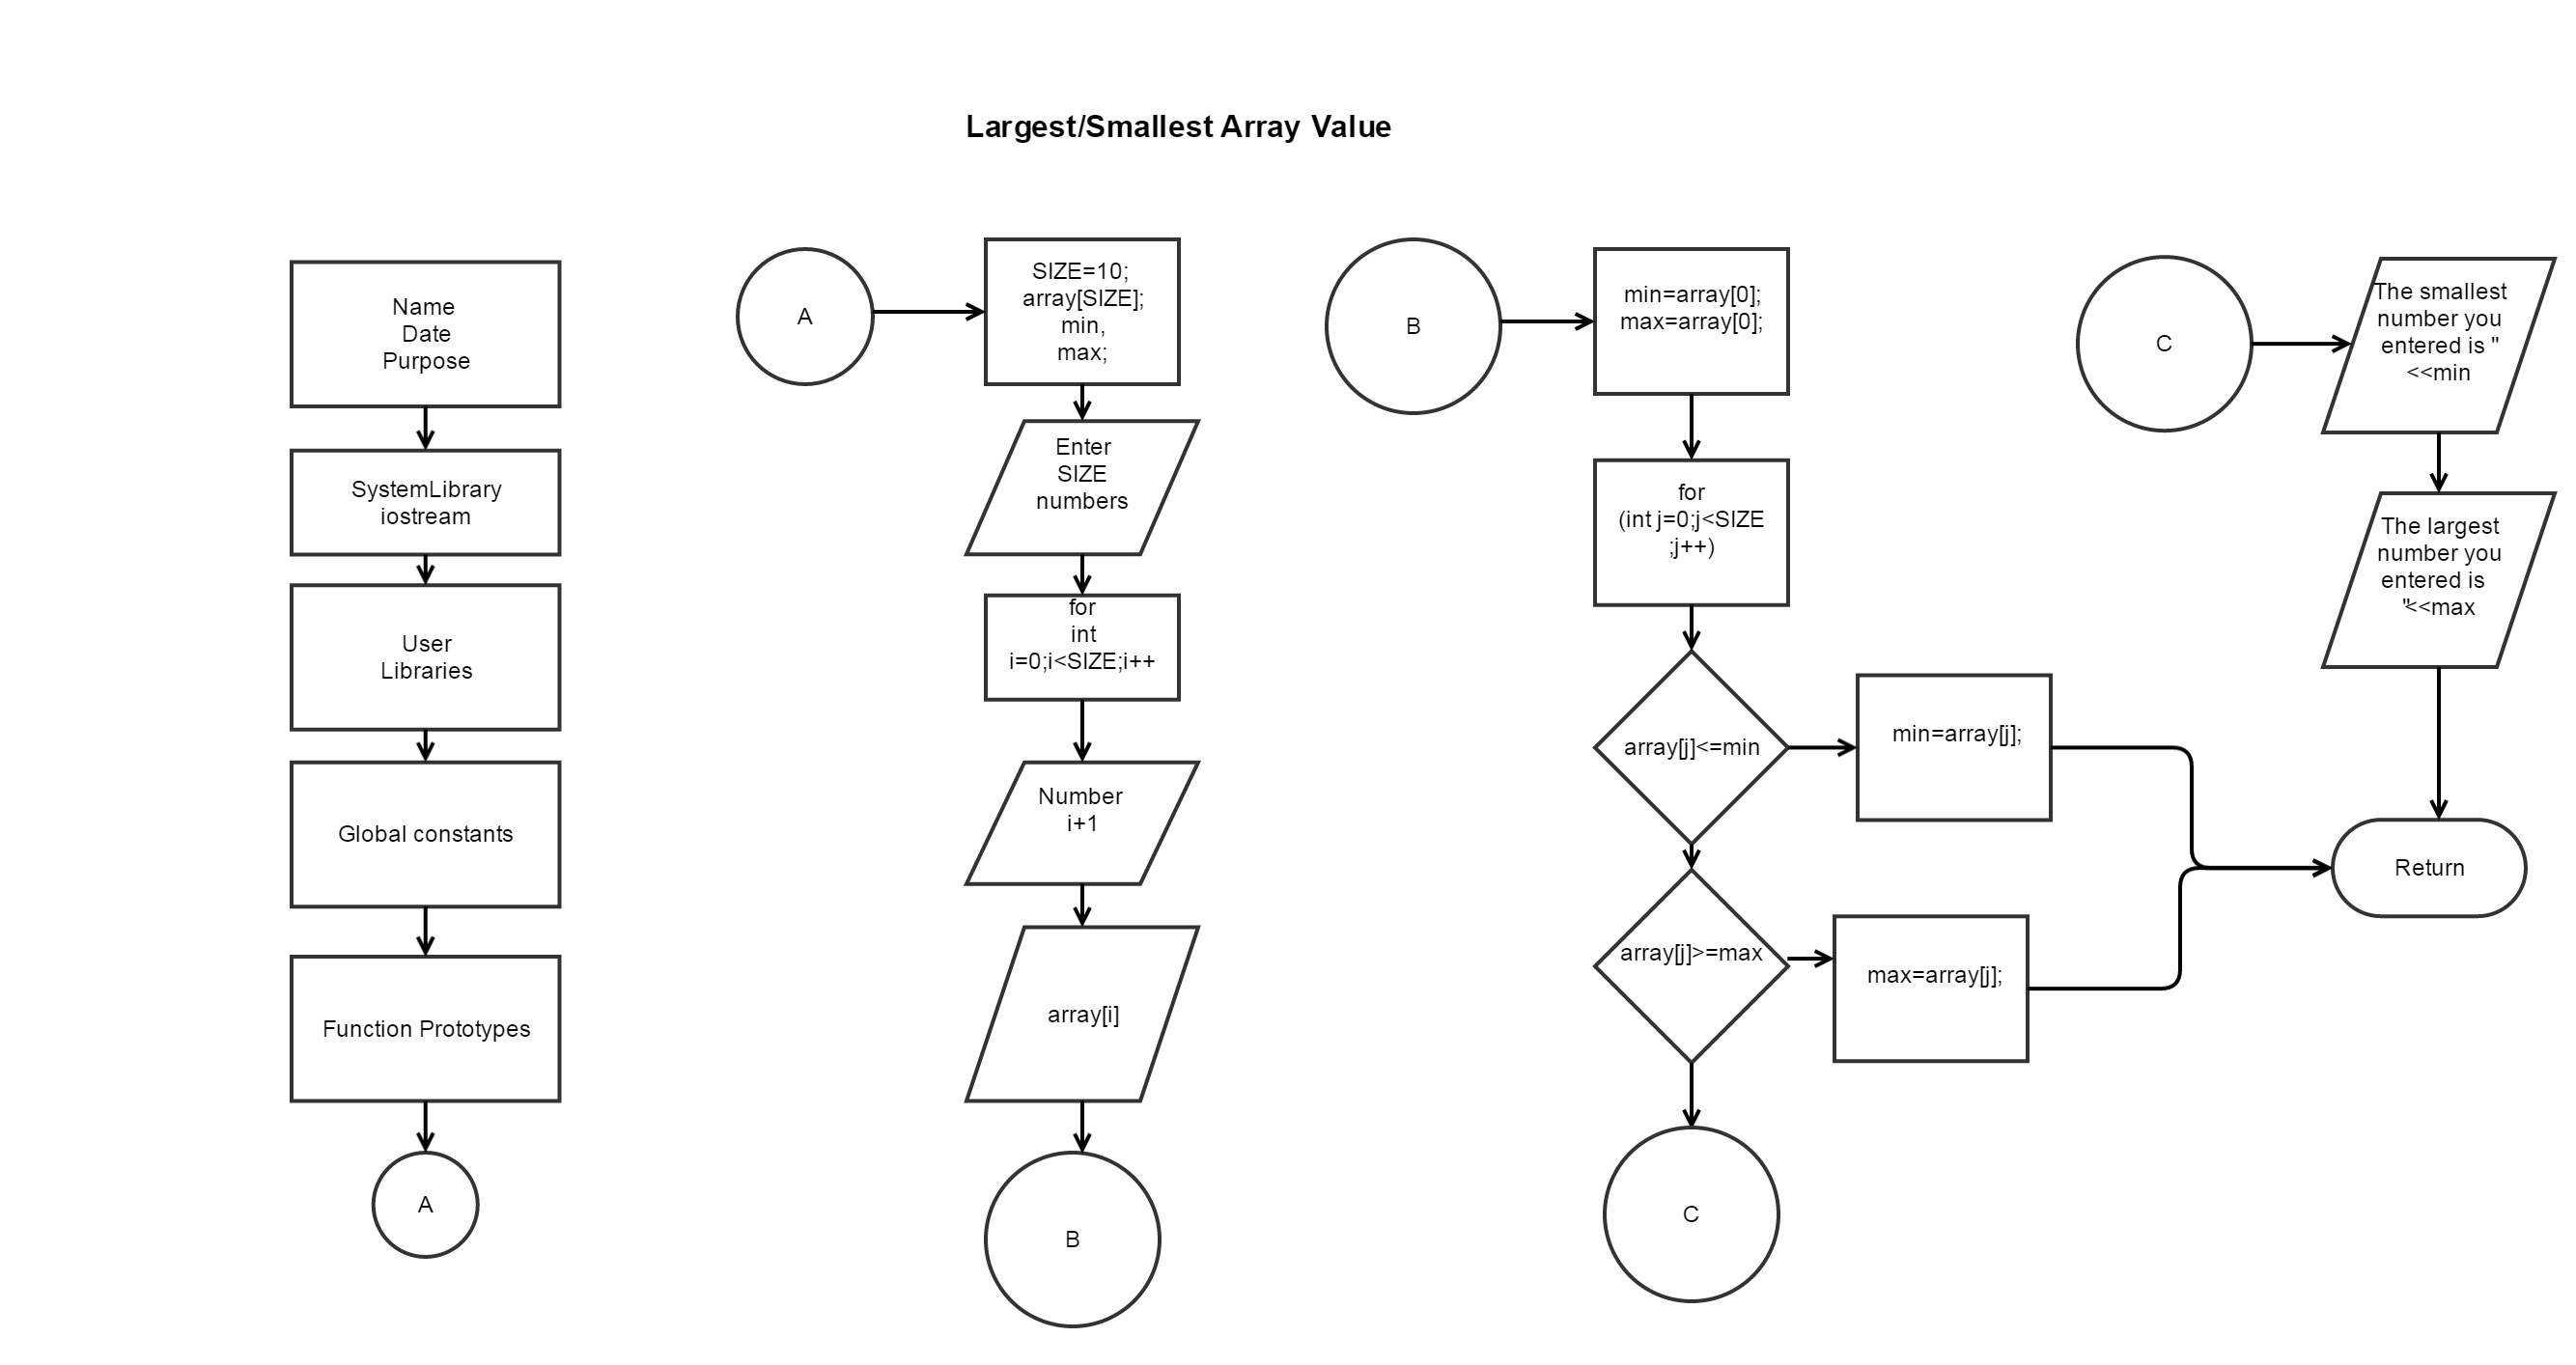 Largest/Smallest Array Value
Name
Date
Purpose
SystemLibrary
iostream
User
Libraries
Global constants
Function Prototypes
A
A
SIZE=10;
array[SIZE];
min,
max;
Enter
SIZE
numbers
for
int
i=0;i<SIZE;i++
Number
i+1
array[i]
B
B
min=array[0];
max=array[0];
for
(int j=0;j<SIZE
;j++)
array[j]<=min
min=array[j];
array[j]>=max
max=array[j];
C
C
The smallest
number you
entered is "
<<min
The largest
number you
entered is
"<<max
Return